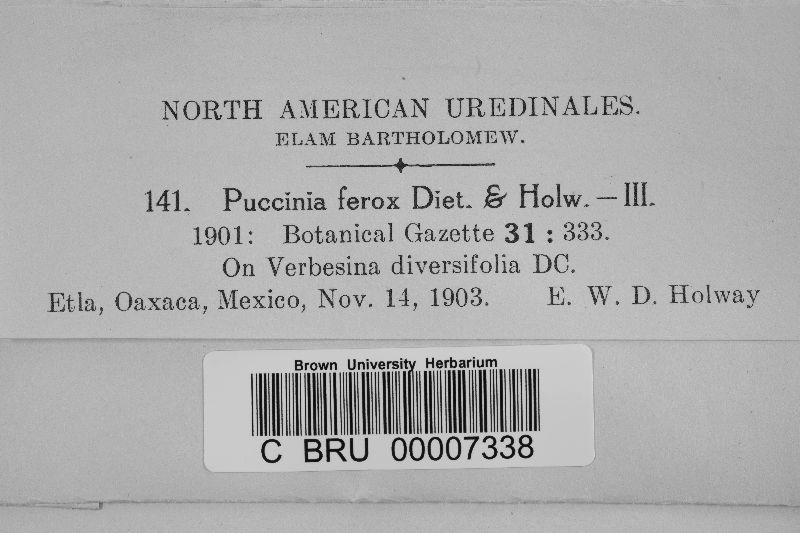 NORTH AMERICAN UREDINALES.
ELAM BARTHOLOMEW.
141. Puccinia ferox Diet. & Holw. — III.
1901: Botanical Gazette 31 : 333.
On Verbesina diversifolia DC.
Etla, Oaxaca, Mexico, Nov. 14, 1903. E. W. D. Holway
Brown University Herbarium
C BRU 00007338